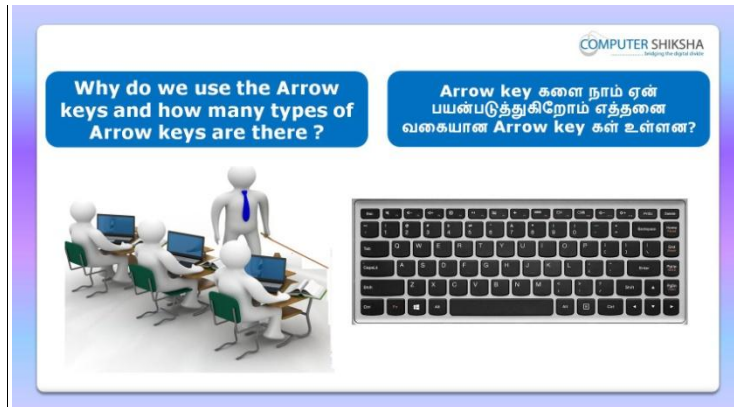 COMPUTER SHIKSHA
bridging the digital divide
Why do we use the Arrow
keys and how many types of
Arrow keys are there ?
Arrow key களை நாம் ஏன்
பயன்படுத்துகிறோம் எத்தனை
வகையான Arrow key கள் உள்ளன?
Q W E R T Y U I O P
A S D F G H J K L
Z X C V B N M